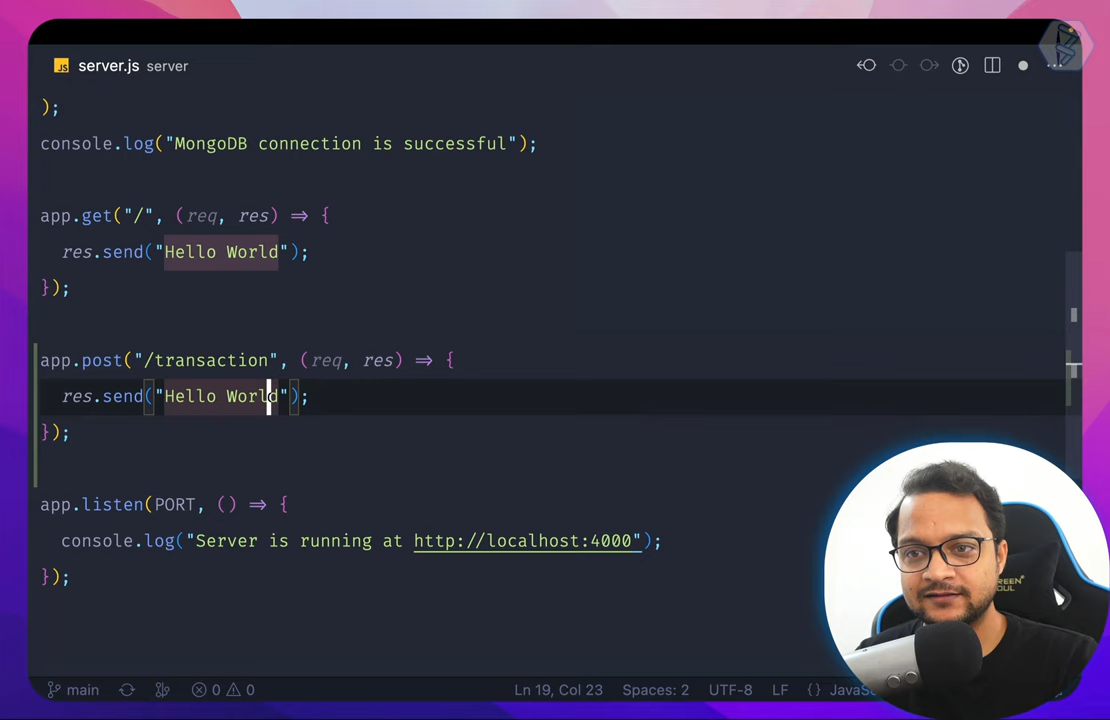 JS server.js server
);
console.log("MongoDB connection is successful");
app.get("/", (req, res) => {
res.send("Hello World");
});
app.post("/transaction", (req, res) => {
res.send("Hello World");
});
app.listen(PORT, () => {
console.log("Server is running at http://localhost:4000");
});
main 0 0 Ln 19, Col 23 Spaces: 2 UTF-8 LF {}